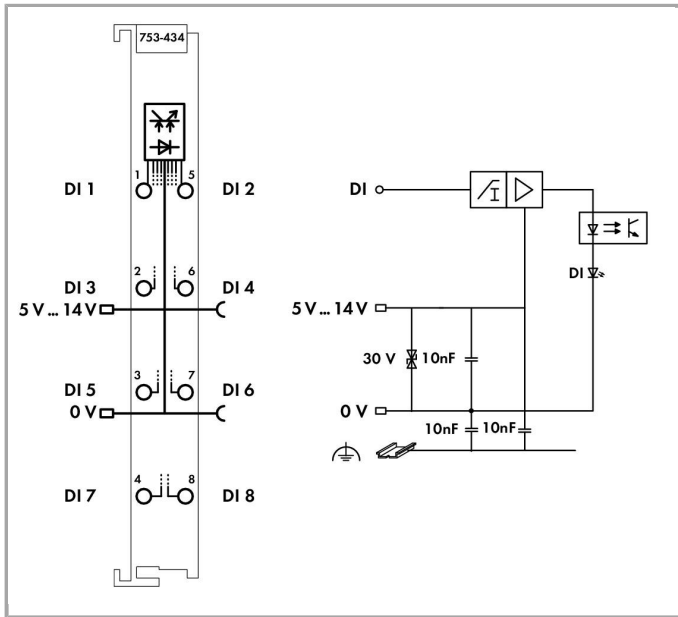 753-434
1 5
DI 1 DI 2 DI
2 6
DI 3 DI 4
DI
5 V... 14 V 5 V... 14 V
30 V 10nF
3 7
DI 5 DI 6
0 V 0 V
10nF 10nF
4 8
DI 7 DI 8